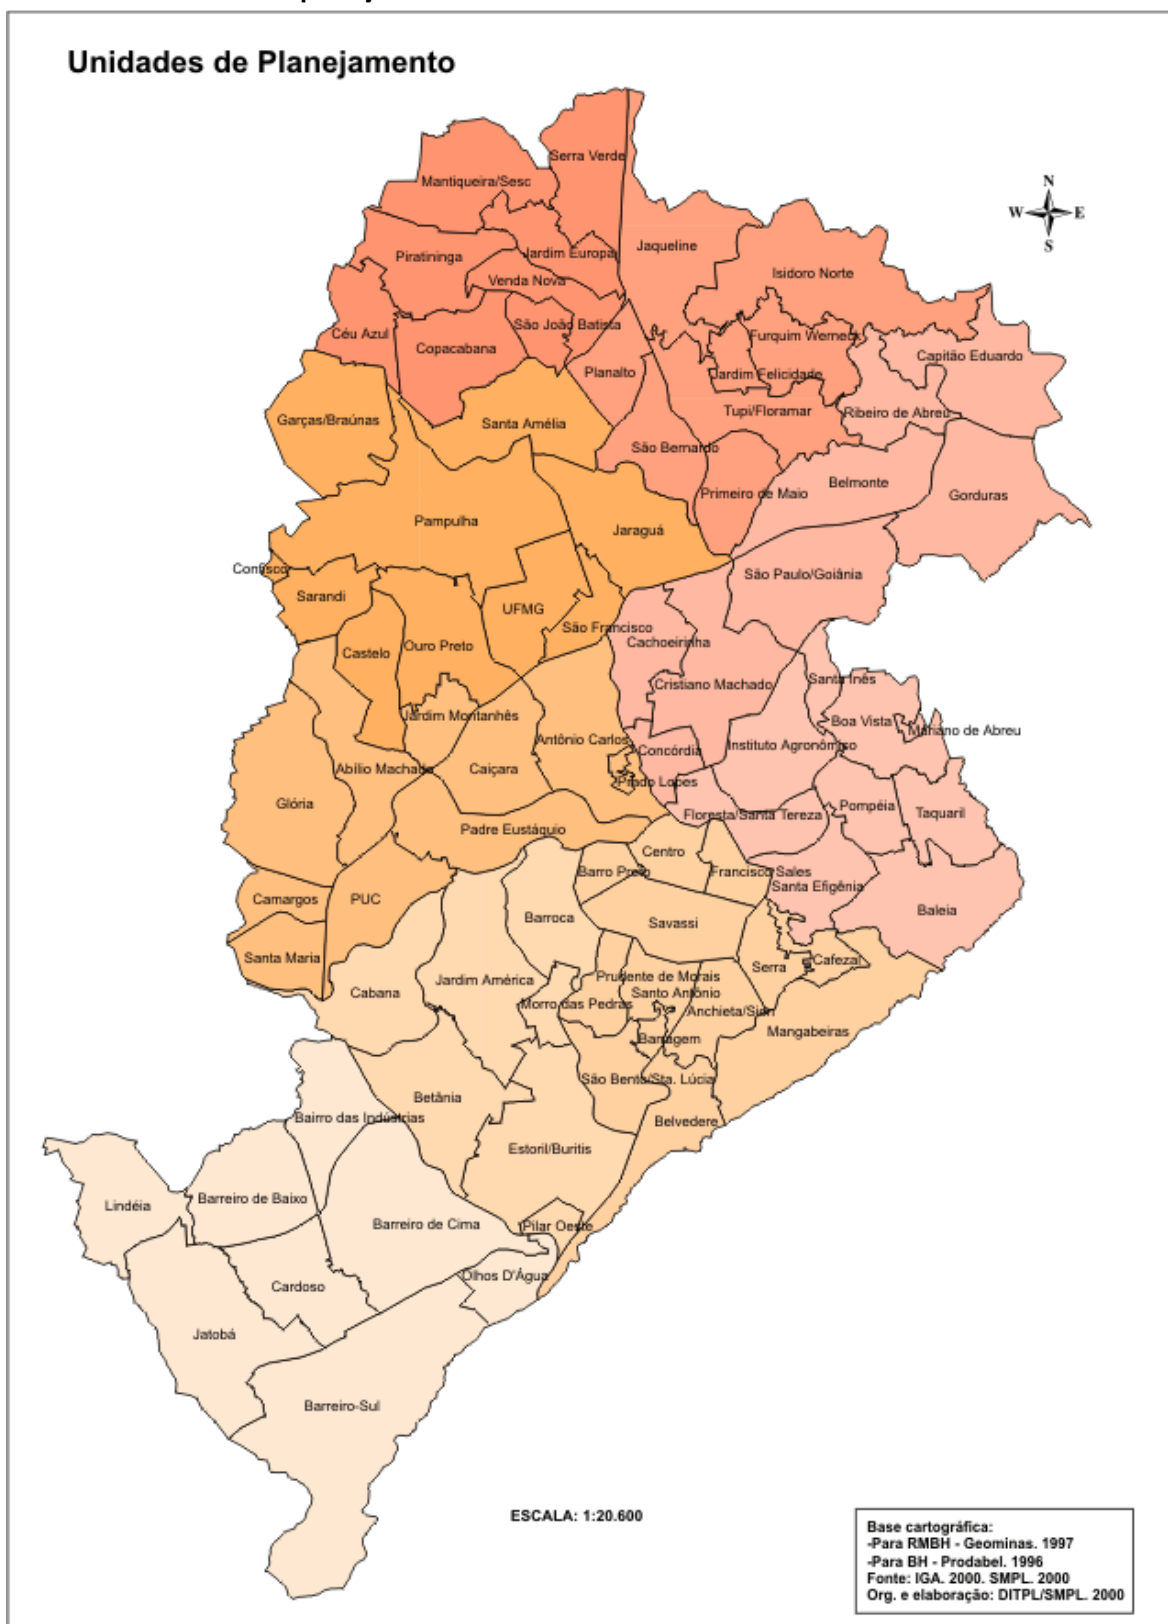 Unidades de Planejamento
Serra Verde
Mantiqueira/Sesc
N
W
E
S
Jaqueline
Piratininga
Jardim Europa
Isidoro Norte
Venda Nova
São João Batista
Céu Azul
Furquim Werneck
Copacabana
Capitão Eduardo
Planalto
Jardim Felicidade
Tupi/Floramar
Ribeiro de Abreu
Garças/Braúnas
Santa Amélia
São Bernardo
Belmonte
Primeiro de Maio
Gorduras
Pampulha
Jaraguá
Confisco
São Paulo/Goiânia
Sarandi
UFMG
São Francisco
Cachoeirinha
Ouro Preto
Castelo
Santa Inês
Cristiano Machado
Jardim Montanhês
Boa Vista
Mariano de Abreu
Antônio Carlos
Concórdia
Instituto Agronômico
Abílio Machado
Caiçara
Prado Lopes
Glória
Pompéia
Taquaril
Floresta/Santa Tereza
Padre Eustáquio
Centro
Barro Preto
Francisco Sales
Santa Efigênia
Camargos
PUC
Baleia
Barroca
Savassi
Santa Maria
Cafezal
Serra
Prudente de Morais
Jardim América
Cabana
Santo Antônio
Morro das Pedras
Anchieta/Sion
Mangabeiras
Barragem
São Bento/Sta. Lúcia
Betânia
Bairro das Indústrias
Belvedere
Estoril/Buritis
Barreiro de Baixo
Lindéia
Barreiro de Cima
Pilar Oeste
Olhos D'Água
Cardoso
Jatobá
Barreiro-Sul
ESCALA: 1:20.600
Base cartográfica:
-Para RMBH - Geominas. 1997
-Para BH - Prodabel. 1996
Fonte: IGA. 2000. SMPL. 2000
Org. e elaboração: DITPL/SMPL. 2000